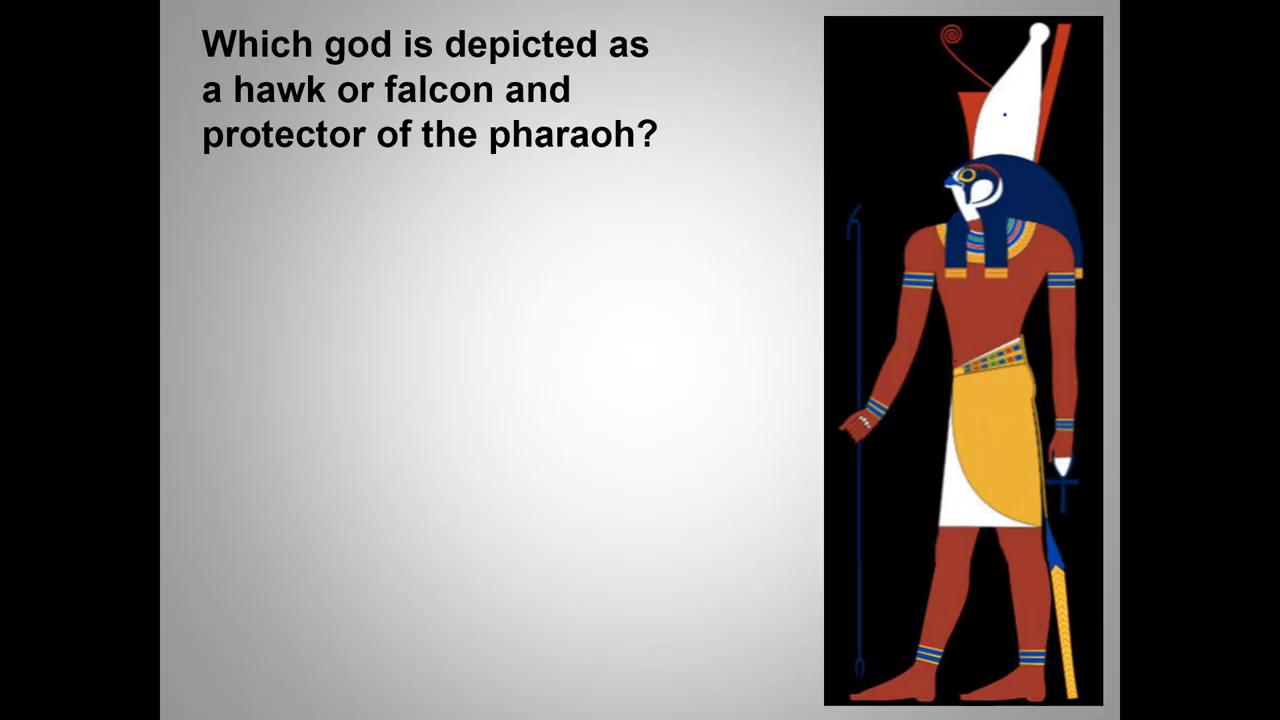 Which god is depicted as
a hawk or falcon and
protector of the pharaoh?